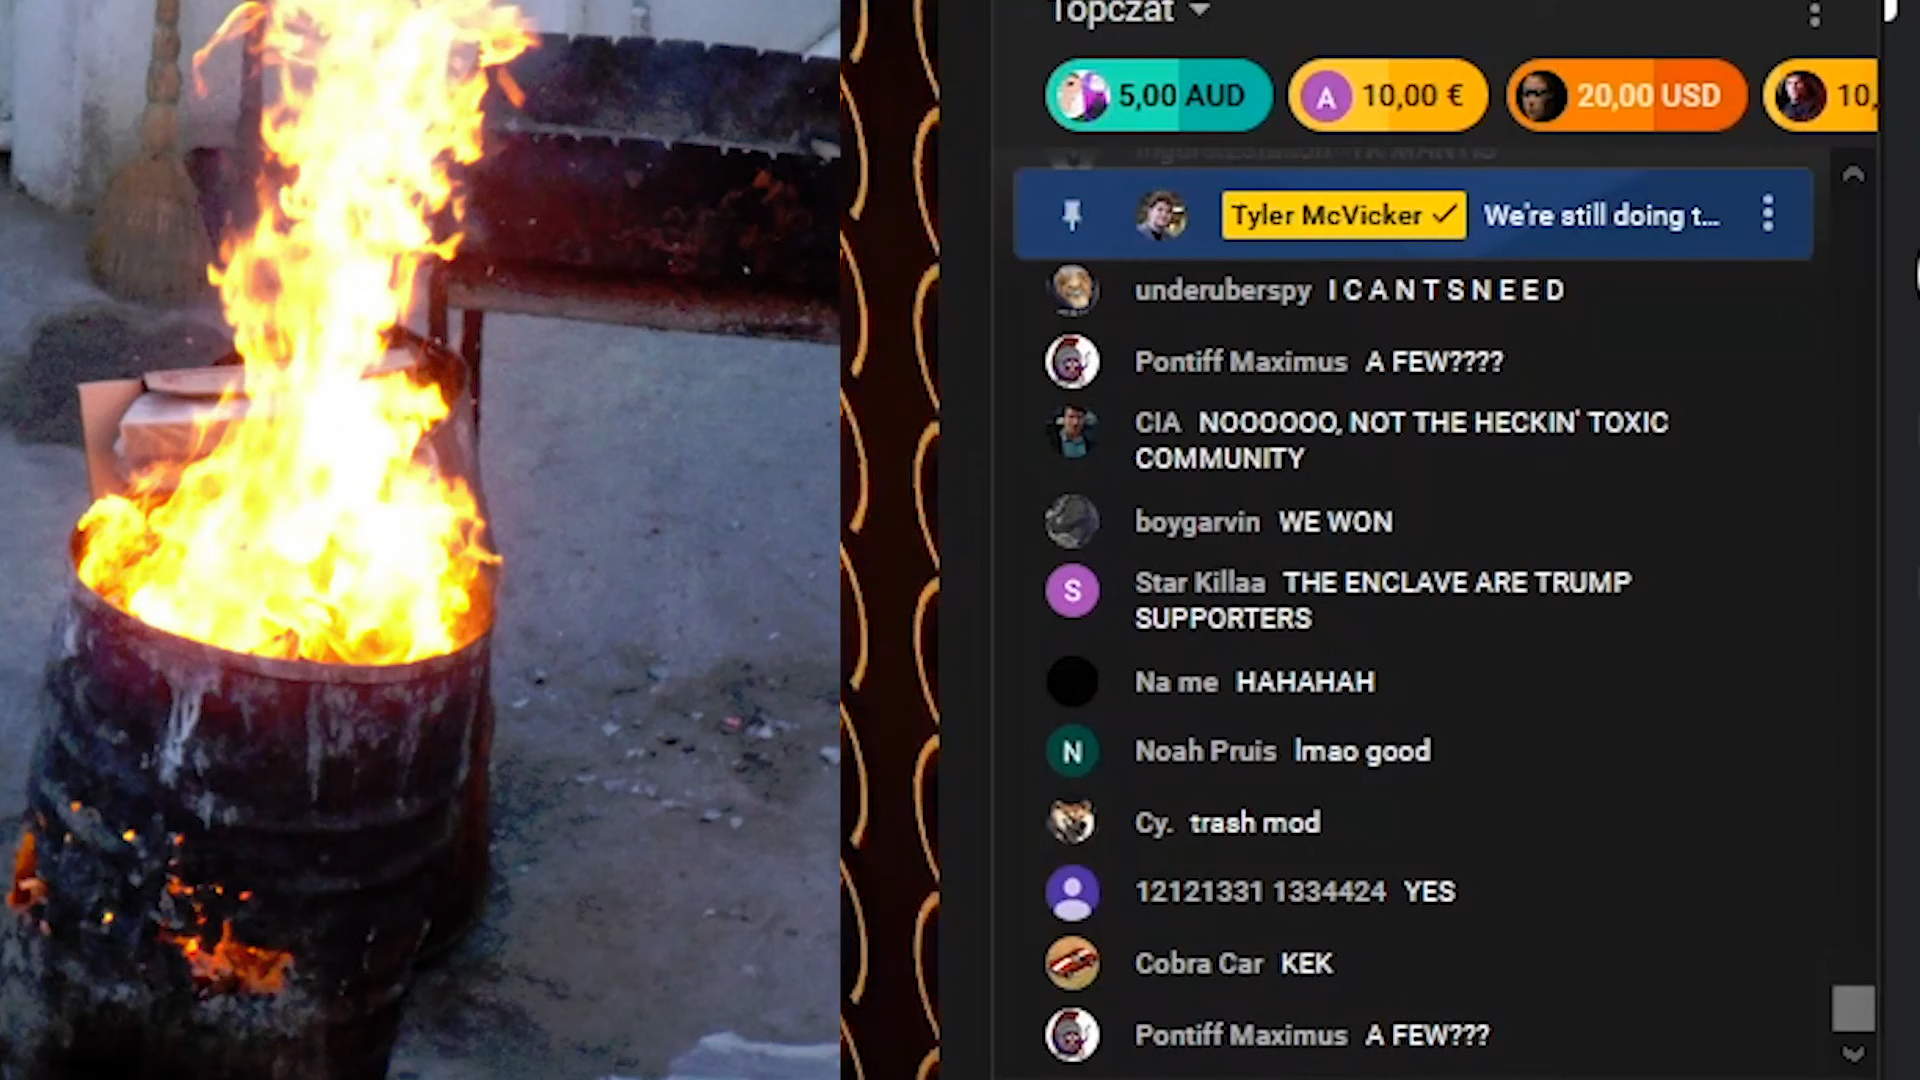 Topczat
5,00 AUD
A 10,00 €
20,00 USD
10,
Tyler McVicker We're still doing t...
underuberspy I C A N T S N E E D
Pontiff Maximus A FEW????
CIA NOOOOOO, NOT THE HECKIN' TOXIC
COMMUNITY
boygarvin WE WON
S Star Killaa THE ENCLAVE ARE TRUMP
SUPPORTERS
Na me HAHAHAH
N Noah Pruis lmao good
Cy. trash mod
12121331 1334424 YES
Cobra Car KEK
Pontiff Maximus A FEW???